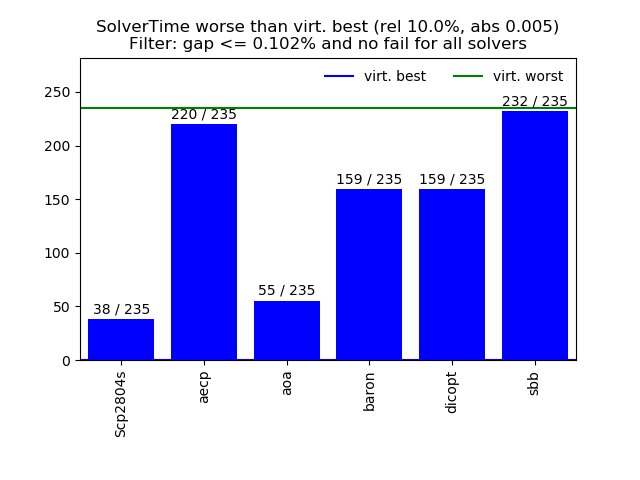 SolverTime worse than virt. best (rel 10.0%, abs 0.005)
Filter: gap <= 0.102% and no fail for all solvers
virt. best
virt. worst
250
200
150
100
50
0
38 / 235
220 / 235
55 / 235
159 / 235
159 / 235
232 / 235
Scp2804s
aecp
aoa
baron
dicopt
sbb